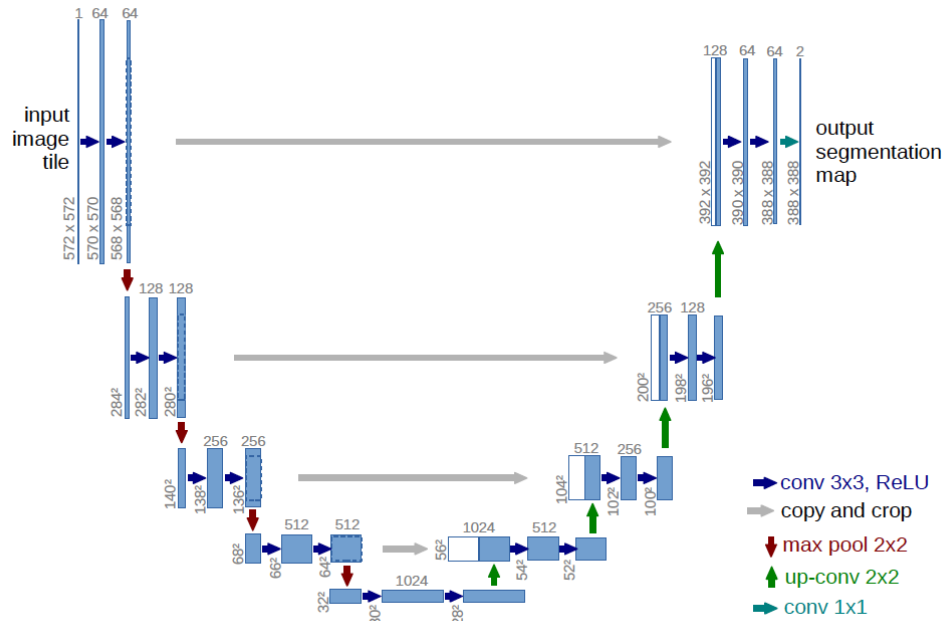 1
64
64
input
image
tile
572 x 572
570 x 570
568 x 568
128
64
64
2
output
segmentation
map
392 x 392
390 x 390
388 x 388
388 x 388
128
128
284²
282²
280²
256
128
200²
198²
196²
256
256
140²
138²
136²
512
256
104²
102²
100²
512
512
68²
66²
64²
1024
512
56²
54²
52²
1024
32²
30²
28²
conv 3x3, ReLU
copy and crop
max pool 2x2
up-conv 2x2
conv 1x1